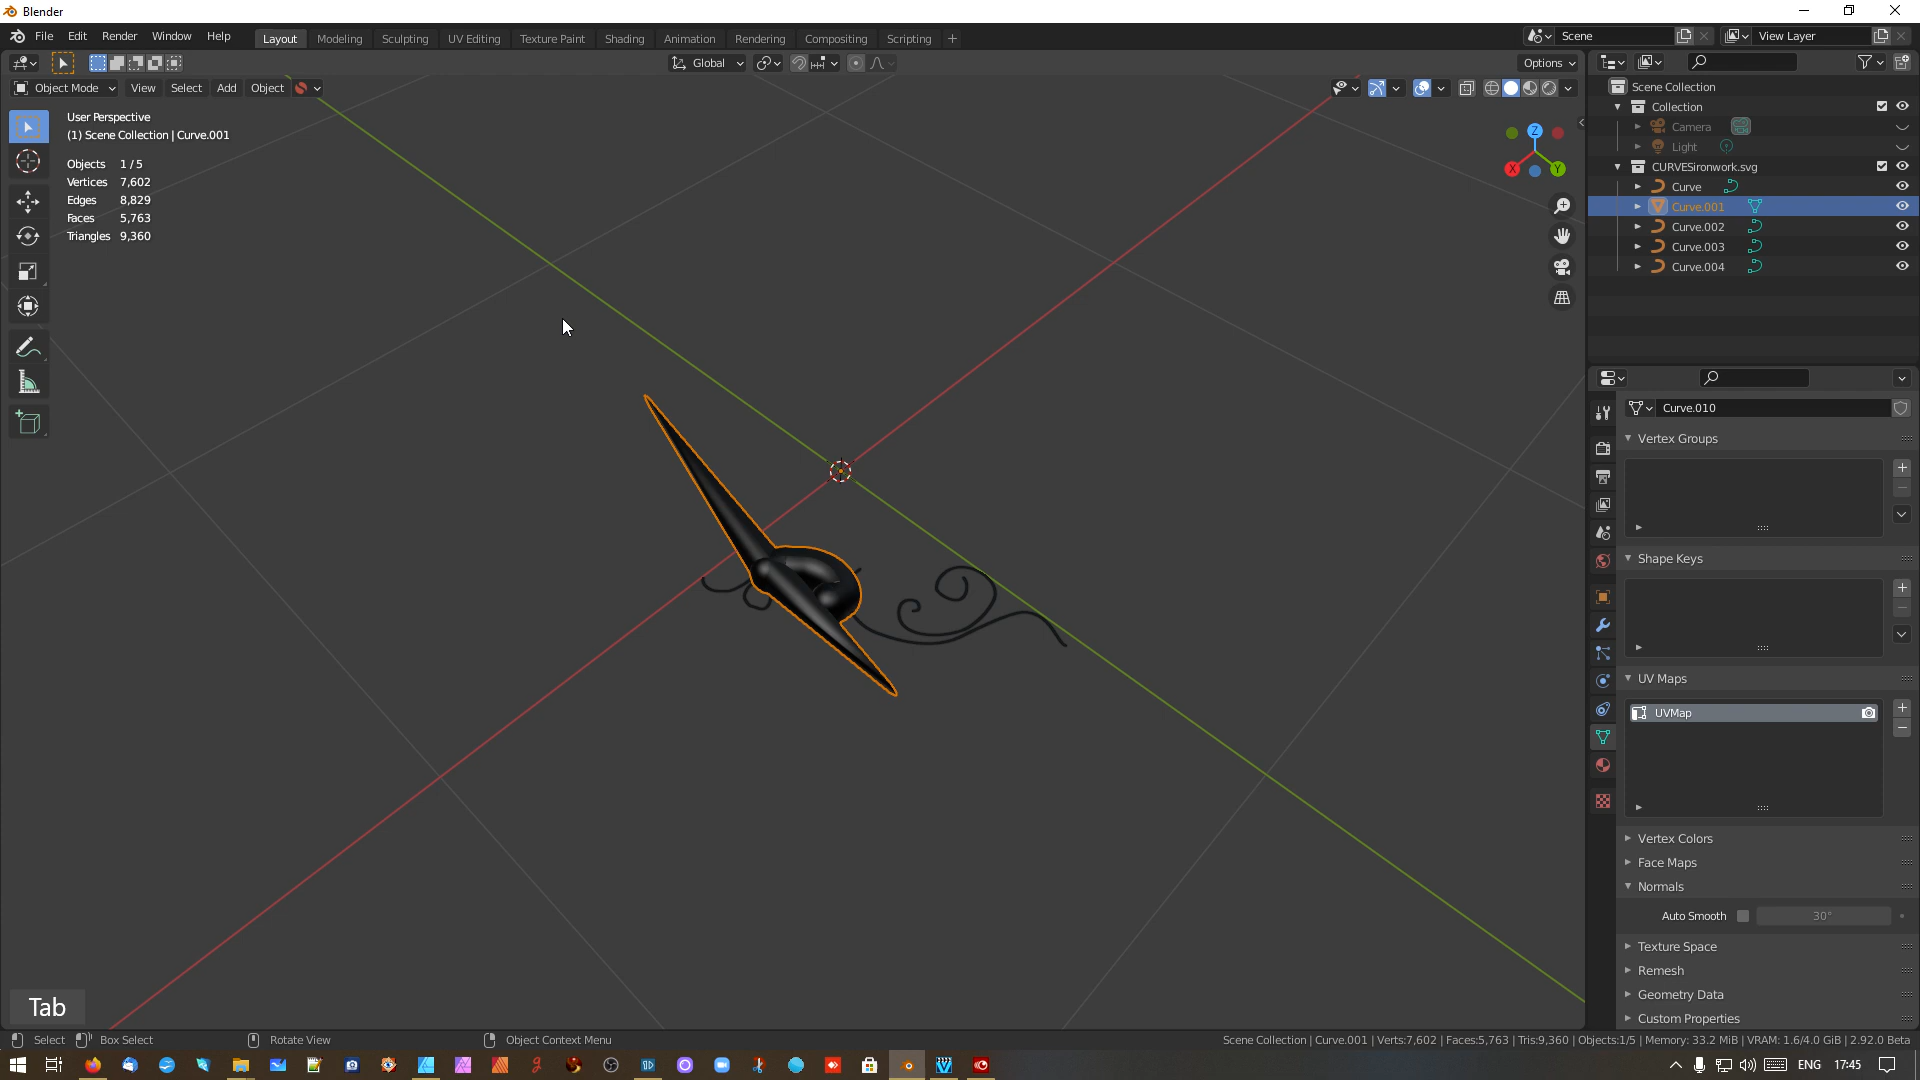 Blender
File Edit Render Window Help
Layout Modeling Sculpting UV Editing Texture Paint Shading Animation Rendering Compositing Scripting +
Scene
View Layer
Global
Options
Object Mode View Select Add Object
User Perspective
(1) Scene Collection | Curve.001
Objects 1 / 5
Vertices 7,602
Edges 8,829
Faces 5,763
Triangles 9,360
Z
X
Y
Scene Collection
Collection
Camera
Light
CURVESironwork.svg
Curve
Curve.001
Curve.002
Curve.003
Curve.004
Curve.010
Vertex Groups
Shape Keys
UV Maps
UVMap
Vertex Colors
Face Maps
Normals
Auto Smooth 30°
Texture Space
Remesh
Geometry Data
Custom Properties
Tab
Select Box Select Rotate View Object Context Menu
Scene Collection | Curve.001 | Verts:7,602 | Faces:5,763 | Tris:9,360 | Objects:1/5 | Memory: 33.2 MiB | VRAM: 1.6/4.0 GiB | 2.92.0 Beta
ENG 17:45